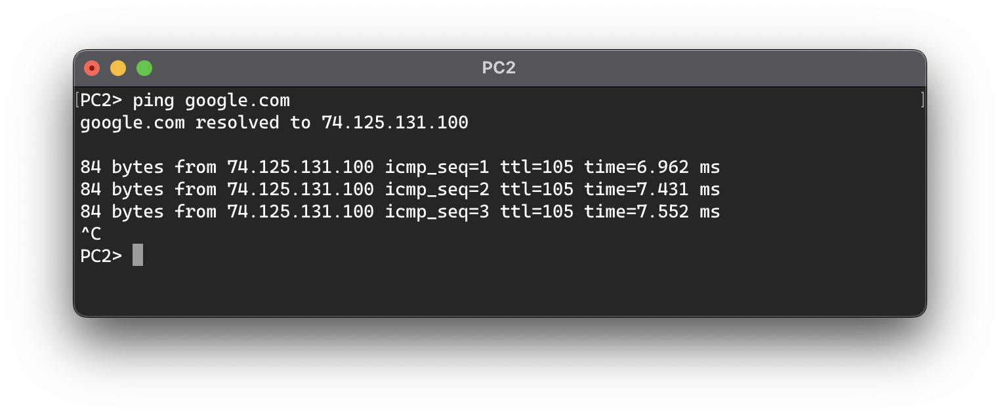 PC2
[PC2> ping google.com ]
google.com resolved to 74.125.131.100
84 bytes from 74.125.131.100 icmp_seq=1 ttl=105 time=6.962 ms
84 bytes from 74.125.131.100 icmp_seq=2 ttl=105 time=7.431 ms
84 bytes from 74.125.131.100 icmp_seq=3 ttl=105 time=7.552 ms
^C
PC2>